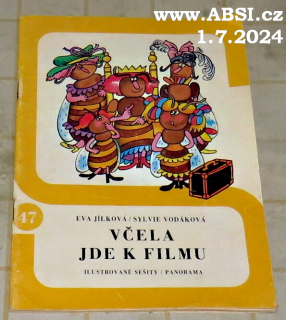 www.ABSI.cz
1.7.2024
47
EVA JÍLKOVÁ / SYLVIE VODÁKOVÁ
VČELA
JDE K FILMU
ILUSTROVANÉ SEŠITY / PANORAMA